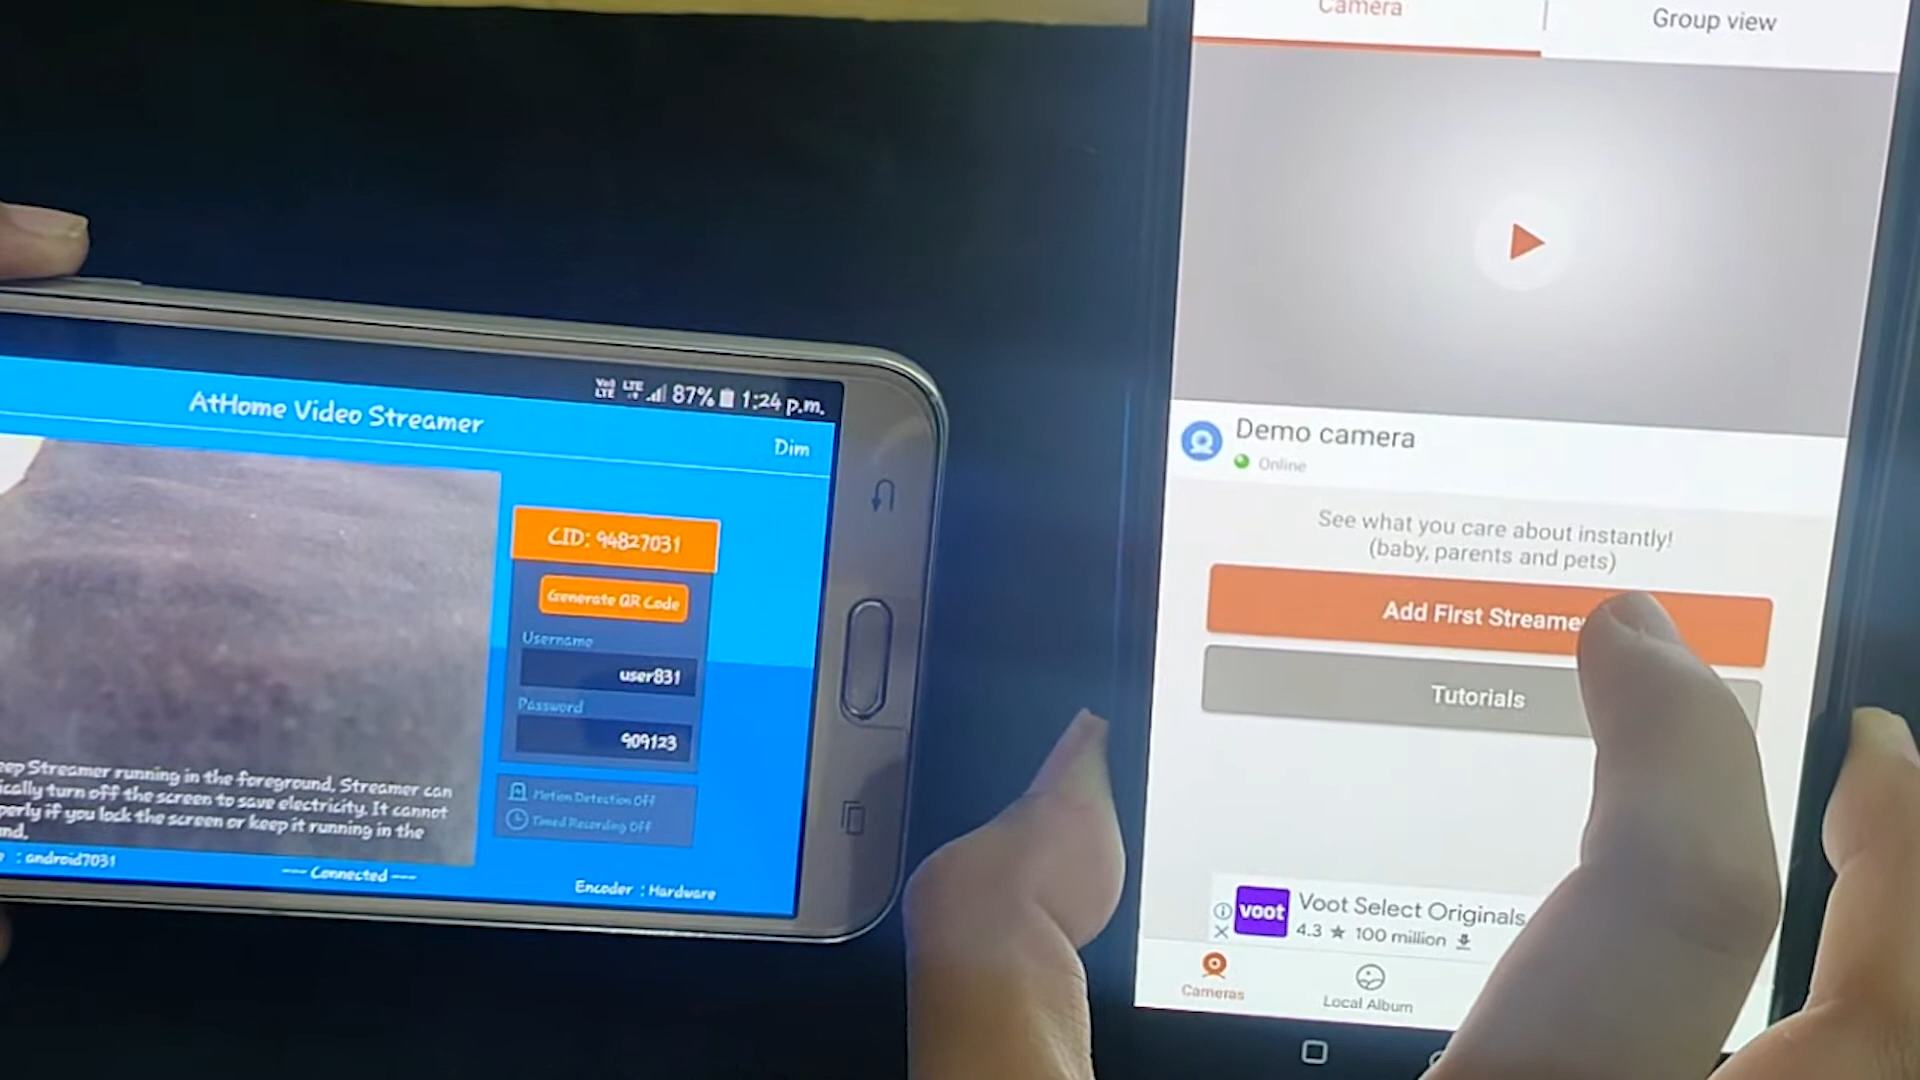 VoD LTE LTE 87% 1:24 p.m.
AtHome Video Streamer
Dim
CID: 94827031
Generate QR Code
Username
user831
Password
909123
Motion Detection Off
Timed Recording Off
Streamer running in the foreground. Streamer can
turn off the screen to save electricity. It cannot
if you lock the screen or keep it running in the
: android7031
--- Connected ---
Encoder : Hardware
Camera
Group view
Demo camera
Online
See what you care about instantly!
(baby, parents and pets)
Add First Streamer
Tutorials
voot
Voot Select Originals
4.3 ★ 100 million
Cameras
Local Album